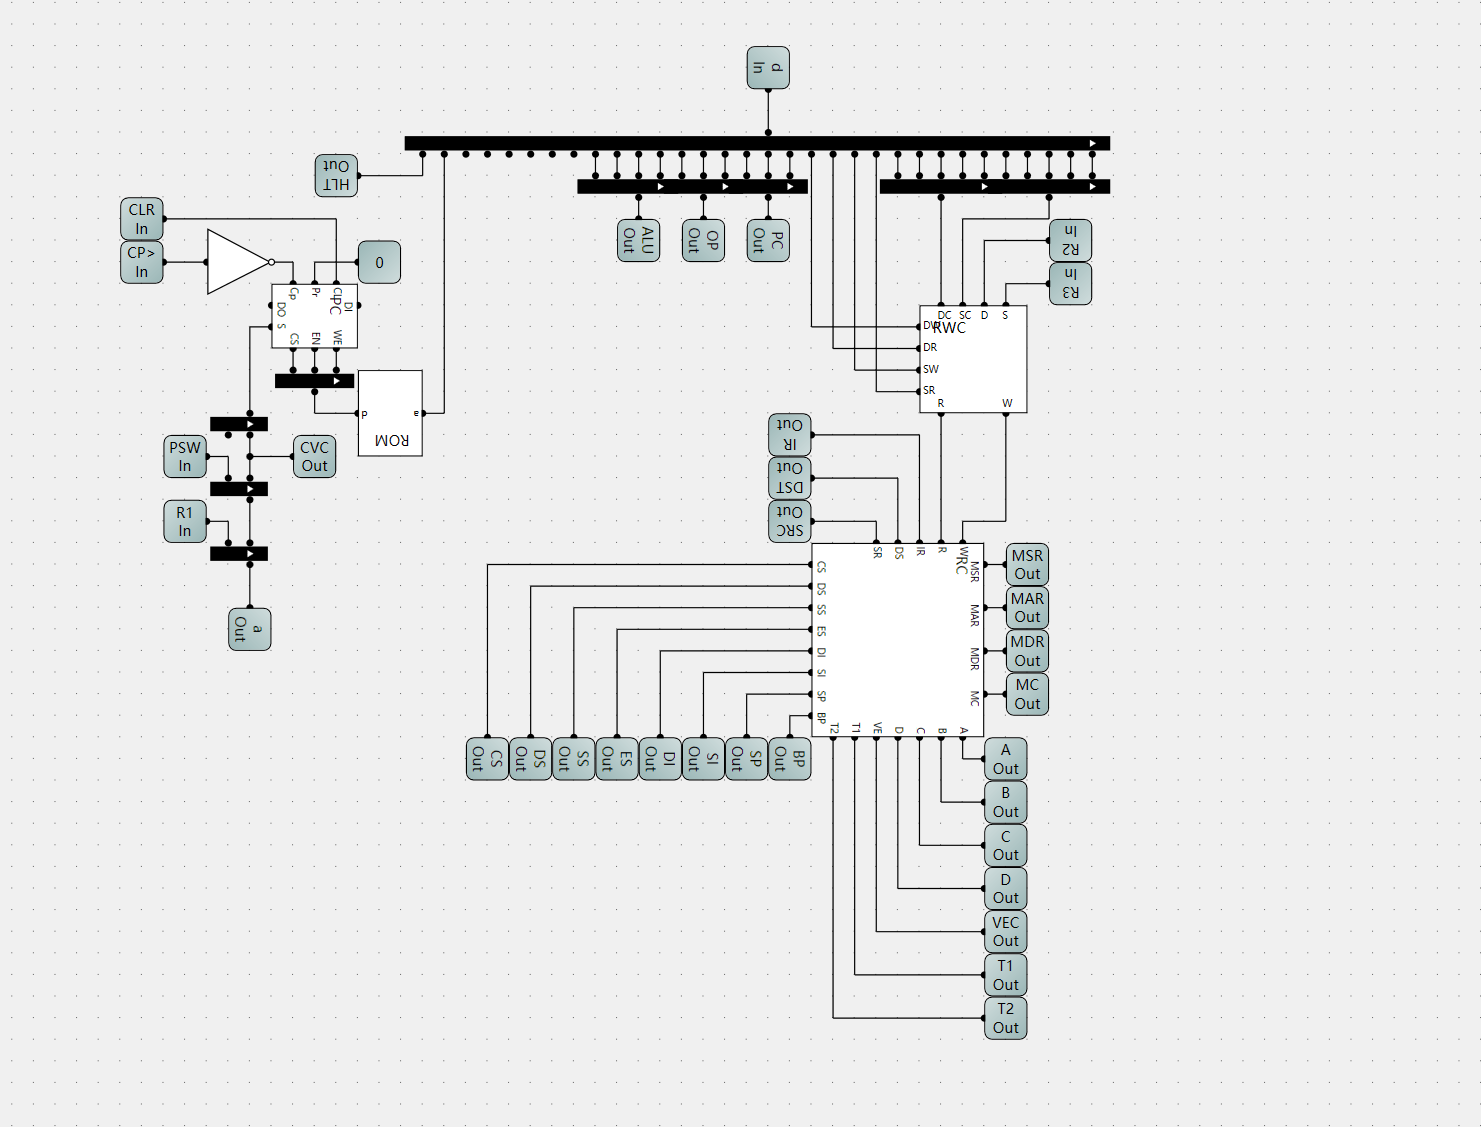 d
In
HLT
Out
CLR
In
CP>
In
0
Cp
Pr
Cl
PC
DI
DO
S
CS
EN
WE
d
a
ROM
PSW
In
CVC
Out
R1
In
a
Out
ALU
Out
OP
Out
PC
Out
R2
In
R3
In
DC
SC
D
S
RWC
DR
SW
SR
R
W
IR
Out
DST
Out
SRC
Out
SR
DS
IR
R
W
RC
CS
DS
SS
ES
DI
SI
SP
BP
MSR
MAR
MDR
MC
T2
T1
VE
D
C
B
A
MSR
Out
MAR
Out
MDR
Out
MC
Out
CS
Out
DS
Out
SS
Out
ES
Out
DI
Out
SI
Out
SP
Out
BP
Out
A
Out
B
Out
C
Out
D
Out
VEC
Out
T1
Out
T2
Out